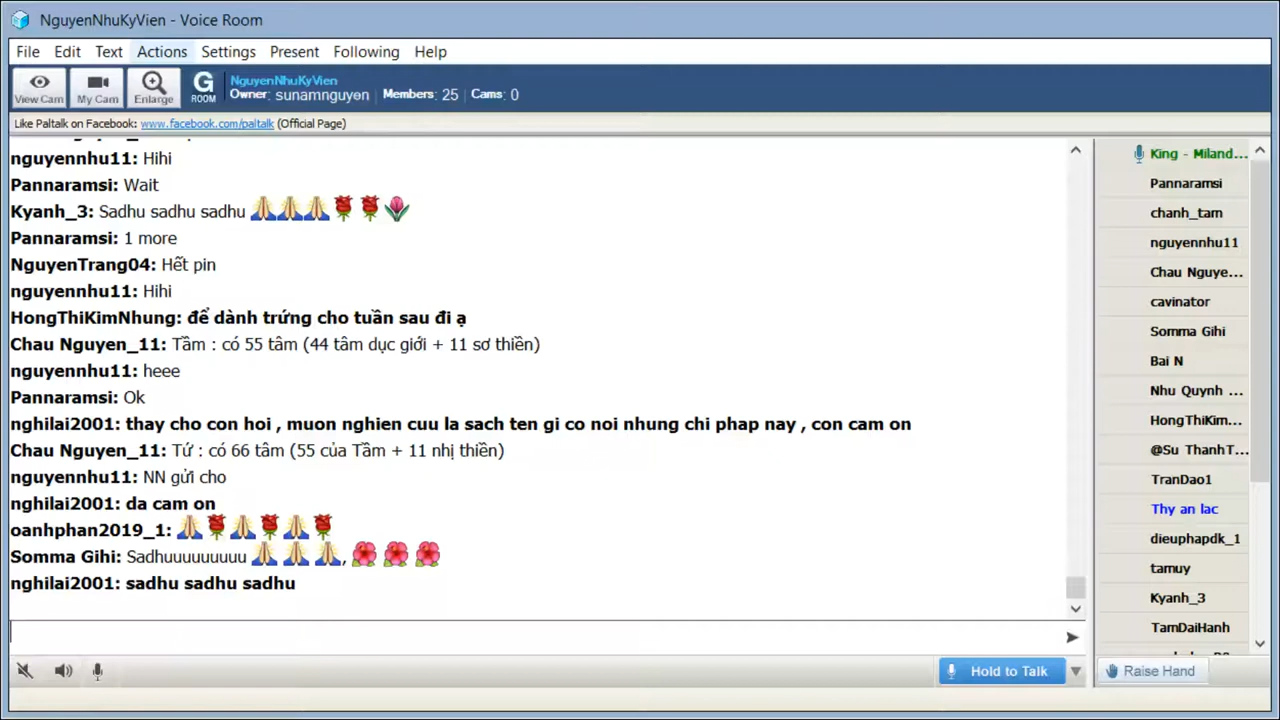 NguyenNhuKyVien - Voice Room
File Edit Text Actions Settings Present Following Help
View Cam
My Cam
Enlarge
G
ROOM
NguyenNhuKyVien
Owner: sunamnguyen Members: 25 Cams: 0
Like Paltalk on Facebook: www.facebook.com/paltalk (Official Page)
nguyennhu11: Hihi
Pannaramsi: Wait
Kyanh_3: Sadhu sadhu sadhu 🙏🙏🙏🌹🌹🌷
Pannaramsi: 1 more
NguyenTrang04: Hết pin
nguyennhu11: Hihi
HongThiKimNhung: để dành trứng cho tuần sau đi ạ
Chau Nguyen_11: Tầm : có 55 tâm (44 tâm dục giới + 11 sơ thiền)
nguyennhu11: heee
Pannaramsi: Ok
nghilai2001: thay cho con hoi , muon nghien cuu la sach ten gi co noi nhung chi phap nay , con cam on
Chau Nguyen_11: Tứ : có 66 tâm (55 của Tầm + 11 nhị thiền)
nguyennhu11: NN gửi cho
nghilai2001: da cam on
oanhphan2019_1: 🙏🌹🙏🌹🙏🌹
Somma Gihi: Sadhuuuuuuuuu 🙏 🙏 🙏, 🌺 🌺 🌺
nghilai2001: sadhu sadhu sadhu
King - Miland...
Pannaramsi
chanh_tam
nguyennhu11
Chau Nguye...
cavinator
Somma Gihi
Bai N
Nhu Quynh ...
HongThiKim...
@Su ThanhT...
TranDao1
Thy an lac
dieuphapdk_1
tamuy
Kyanh_3
TamDaiHanh
Hold to Talk
Raise Hand